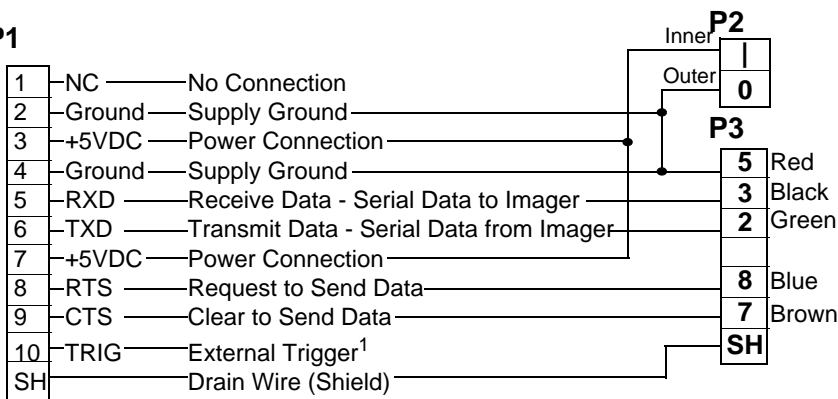 P2
Inner
P1
|
1 NC No Connection
Outer
0
2 Ground Supply Ground
P3
3 +5VDC Power Connection
4 Ground Supply Ground
5 Red
5 RXD Receive Data - Serial Data to Imager
3 Black
6 TXD Transmit Data - Serial Data from Imager
2 Green
7 +5VDC Power Connection
8 RTS Request to Send Data
8 Blue
9 CTS Clear to Send Data
7 Brown
10 TRIG External Trigger1
SH
SH Drain Wire (Shield)